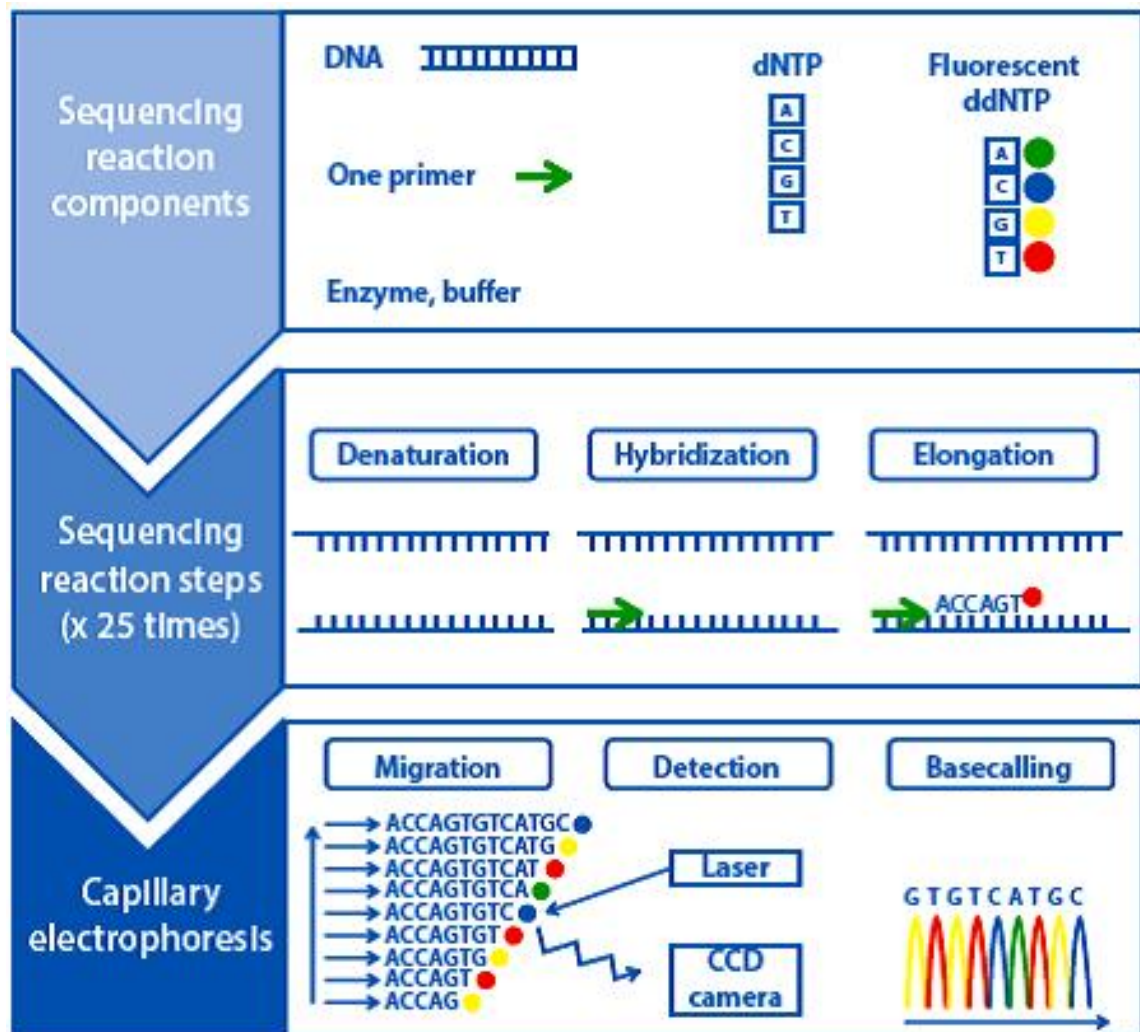 Sequencing
reaction
components
DNA
One primer
Enzyme, buffer
dNTP
A
C
G
T
Fluorescent
ddNTP
A
C
G
T
Sequencing
reaction steps
(x 25 times)
Denaturation
Hybridization
Elongation
ACCAGT
Capillary
electrophoresis
Migration
Detection
Basecalling
ACCAGTGTCATGC
ACCAGTGTCATG
ACCAGTGTCAT
ACCAGTGTCA
ACCAGTGTC
ACCAGTGT
ACCAGTG
ACCAGT
ACCAG
Laser
CCD
camera
G T G T C A T G C